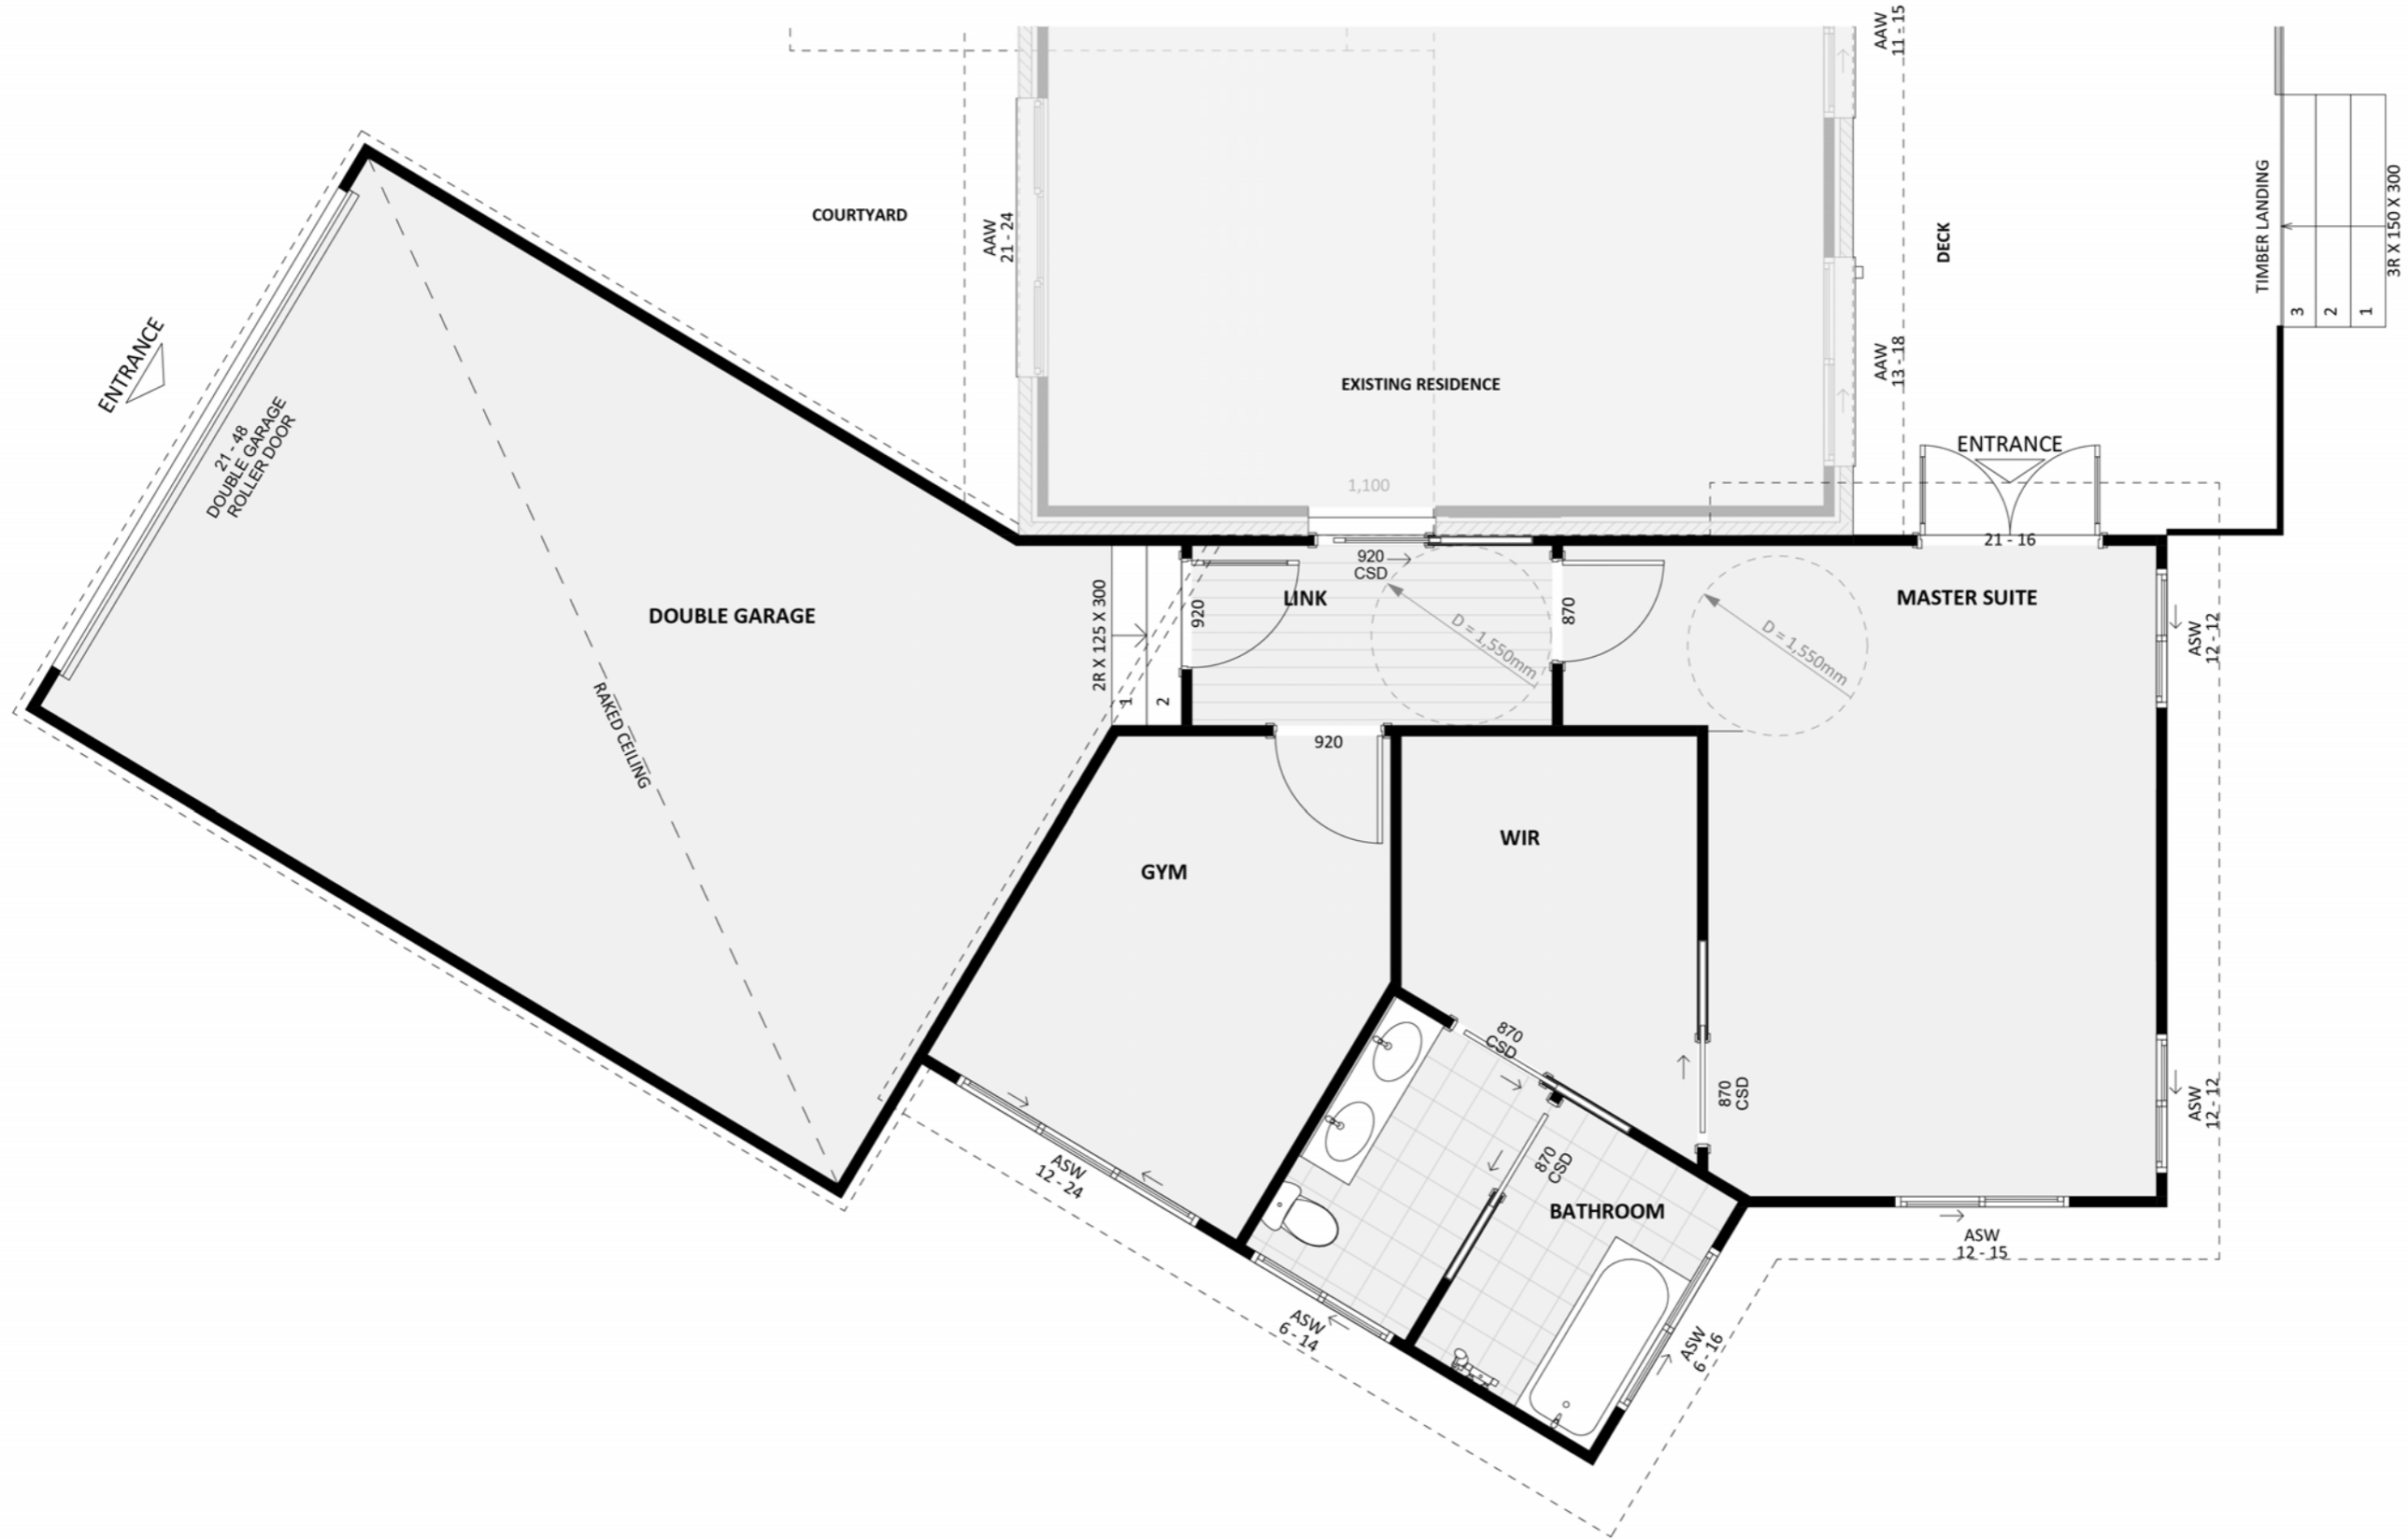 AAW
11 - 15
COURTYARD
AAW
21 - 24
DECK
TIMBER LANDING
3R X 150 X 300
3
2
1
ENTRANCE
21 - 48
DOUBLE GARAGE
ROLLER DOOR
EXISTING RESIDENCE
AAW
13 - 18
1,100
ENTRANCE
21 - 16
920
CSD
LINK
MASTER SUITE
DOUBLE GARAGE
2R X 125 X 300
1
2
920
D = 1,550mm
870
D = 1,550mm
ASW
12 - 12
RAKED CEILING
920
WIR
GYM
870
CSD
870
CSD
ASW
12 - 12
870
CSD
BATHROOM
ASW
12 - 24
ASW
12 - 15
ASW
6 - 14
ASW
6 - 16